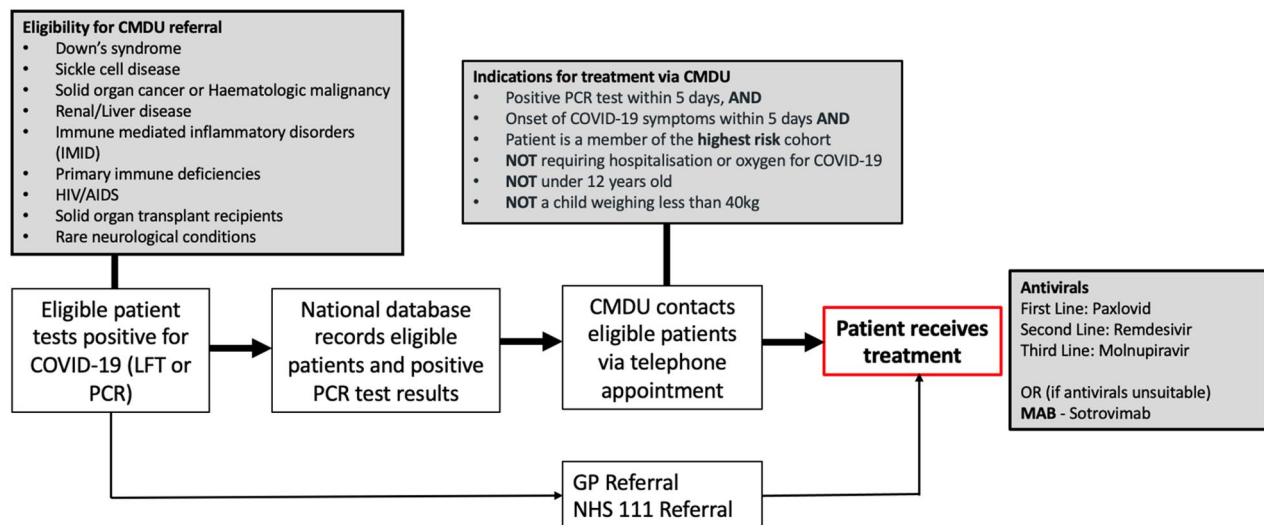 Eligibility for CMDU referral
• Down's syndrome
• Sickle cell disease
• Solid organ cancer or Haematologic malignancy
• Renal/Liver disease
• Immune mediated inflammatory disorders
(IMID)
• Primary immune deficiencies
• HIV/AIDS
• Solid organ transplant recipients
• Rare neurological conditions
Indications for treatment via CMDU
• Positive PCR test within 5 days, AND
• Onset of COVID-19 symptoms within 5 days AND
• Patient is a member of the highest risk cohort
• NOT requiring hospitalisation or oxygen for COVID-19
• NOT under 12 years old
• NOT a child weighing less than 40kg
Eligible patient
tests positive for
COVID-19 (LFT or
PCR)
National database
records eligible
patients and positive
PCR test results
CMDU contacts
eligible patients
via telephone
appointment
Patient receives
treatment
Antivirals
First Line: Paxlovid
Second Line: Remdesivir
Third Line: Molnupiravir
OR (if antivirals unsuitable)
MAB - Sotrovimab
GP Referral
NHS 111 Referral